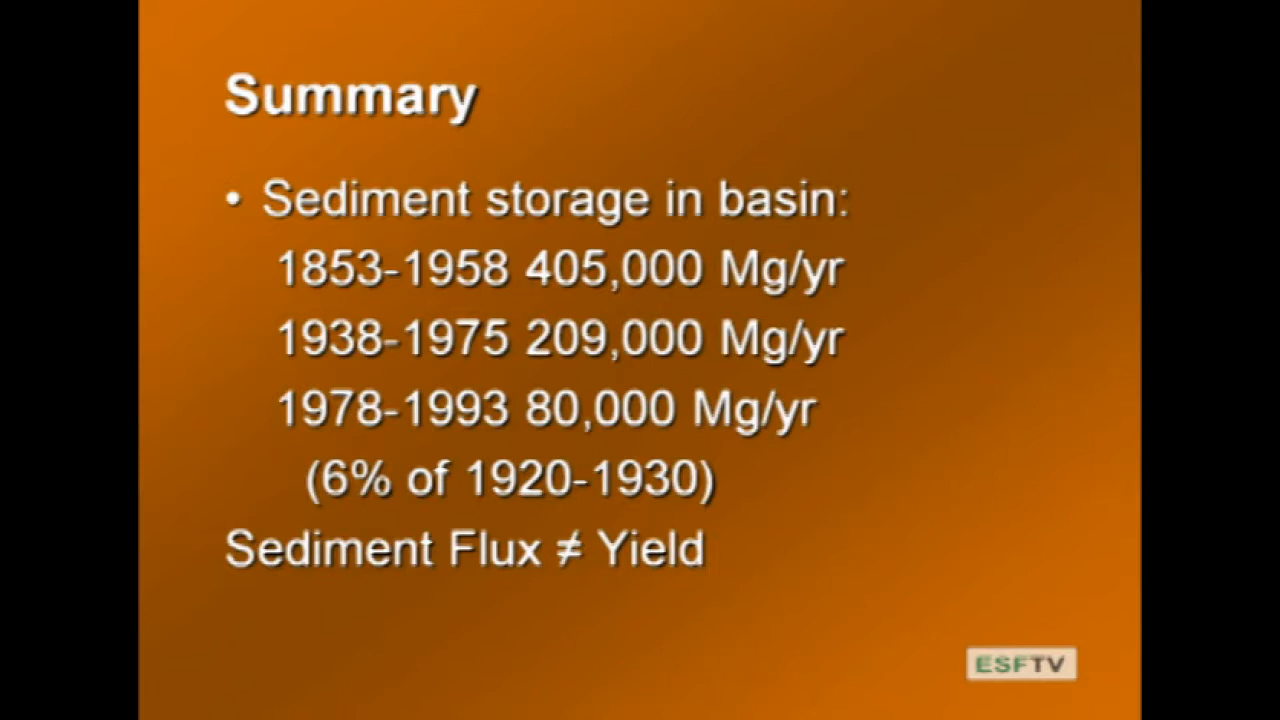 Summary
• Sediment storage in basin:
1853-1958 405,000 Mg/yr
1938-1975 209,000 Mg/yr
1978-1993 80,000 Mg/yr
(6% of 1920-1930)
Sediment Flux ≠ Yield
ESFTV